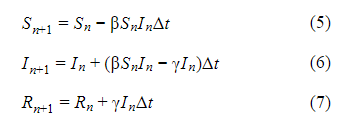 Sₙ₊₁ = Sₙ − βSₙIₙΔt (5)
Iₙ₊₁ = Iₙ + (βSₙIₙ − γIₙ)Δt (6)
Rₙ₊₁ = Rₙ + γIₙΔt (7)